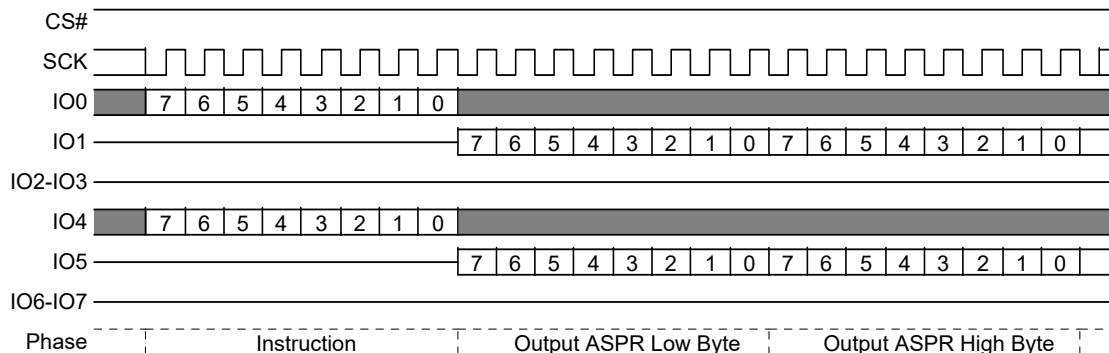 CS#
SCK
IO0 7 6 5 4 3 2 1 0
IO1 7 6 5 4 3 2 1 0 7 6 5 4 3 2 1 0
IO2-IO3
IO4 7 6 5 4 3 2 1 0
IO5 7 6 5 4 3 2 1 0 7 6 5 4 3 2 1 0
IO6-IO7
Phase Instruction Output ASPR Low Byte Output ASPR High Byte